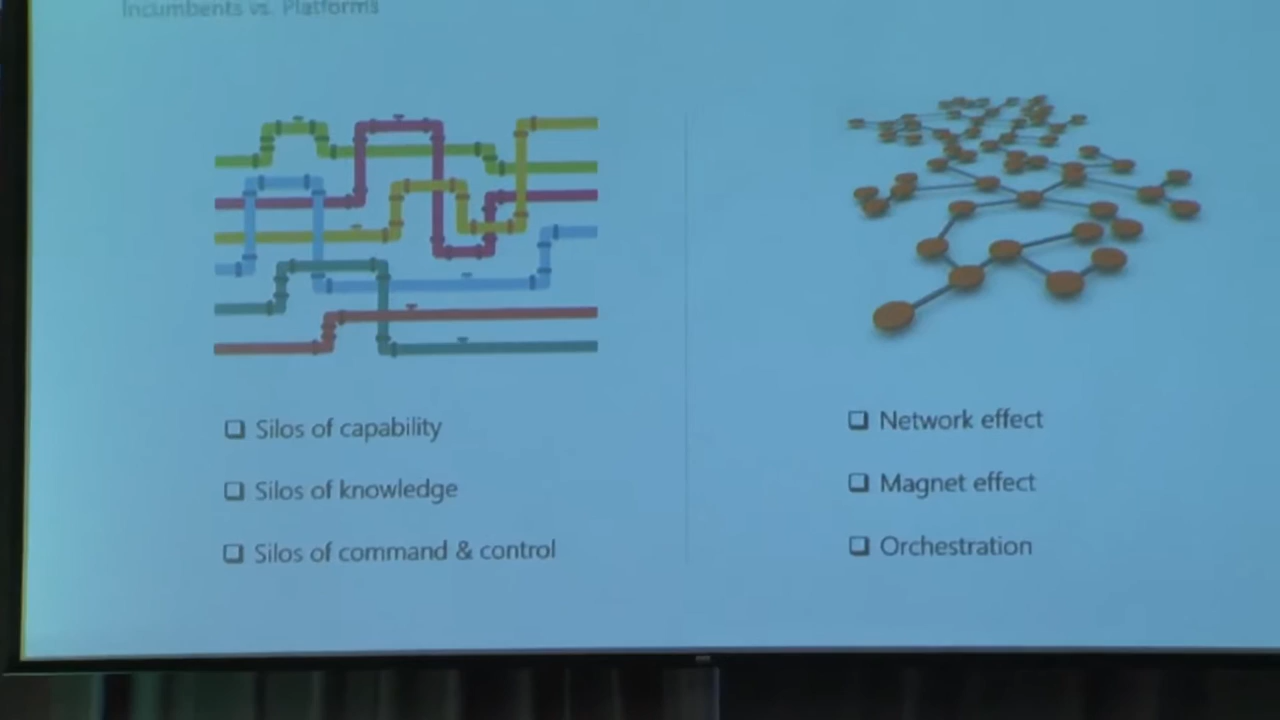 Incumbents vs. Platforms
Silos of capability
Silos of knowledge
Silos of command & control
Network effect
Magnet effect
Orchestration